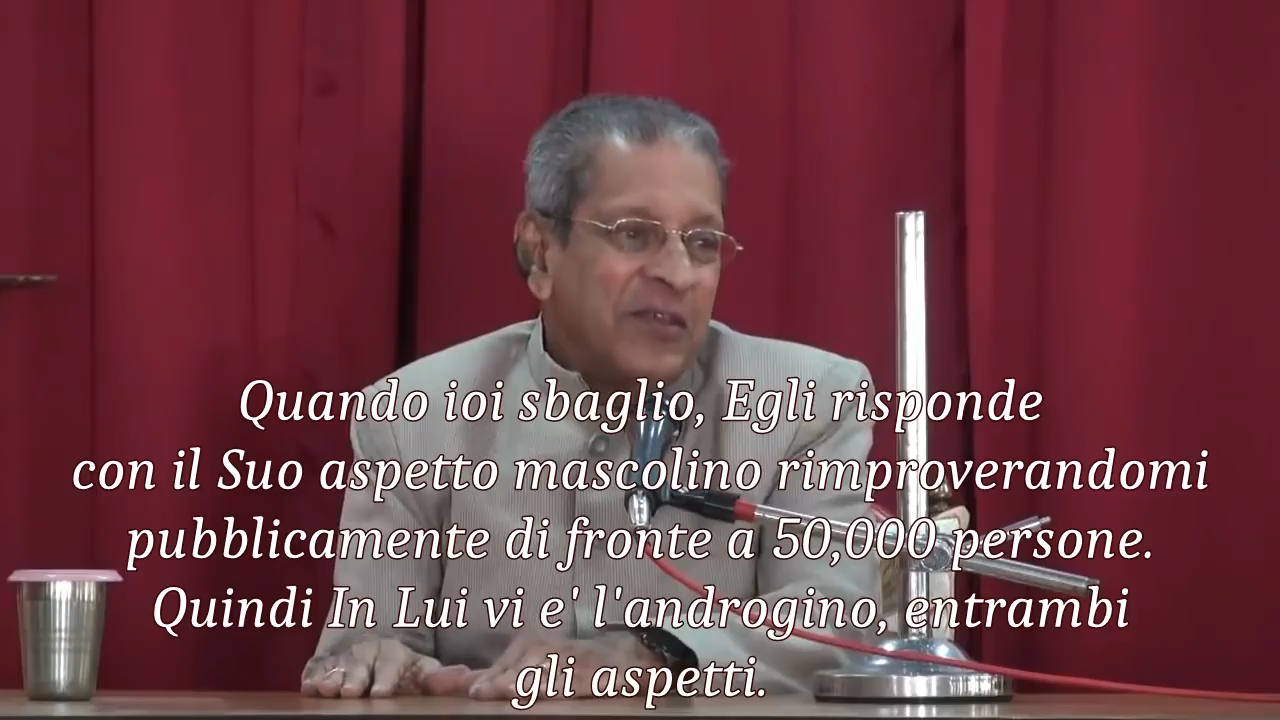 Quando ioi sbaglio, Egli risponde
con il Suo aspetto mascolino rimproverandomi
pubblicamente di fronte a 50,000 persone.
Quindi In Lui vi e' l'androgino, entrambi
gli aspetti.